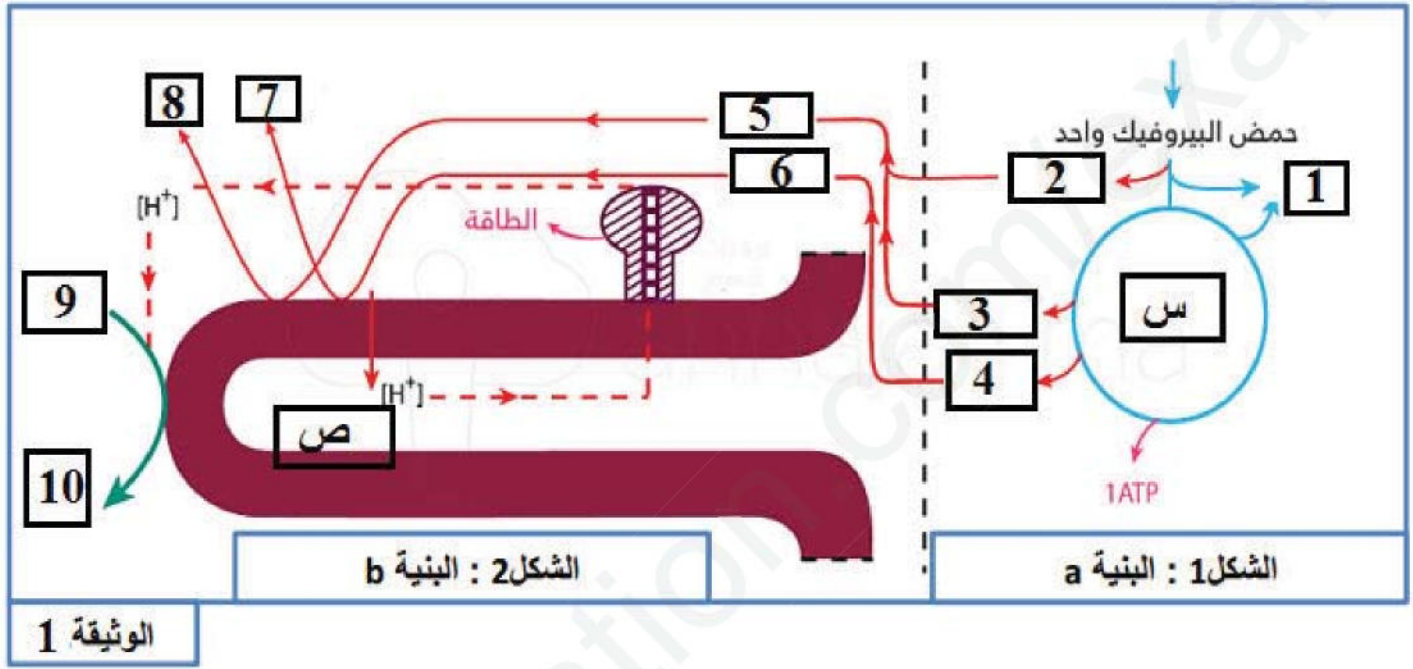 8
7
5
حمض البيروفيك واحد
6
2
1
[H⁺]
الطاقة
9
3
س
4
[H⁺]
ص
10
1ATP
الشكل2 : البنية b
الشكل1 : البنية a
الوثيقة 1